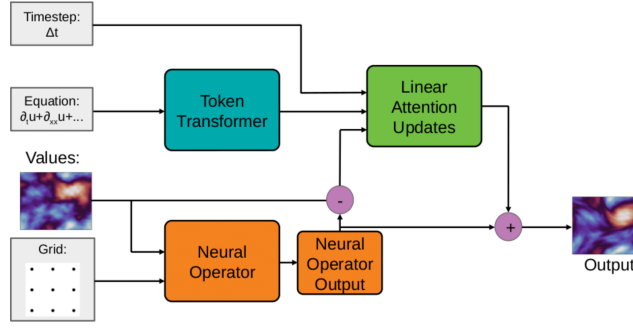 Timestep:
Δt
Equation:
∂ₜu+∂ₓₓu+...
Token
Transformer
Linear
Attention
Updates
Values:
-
Grid:
Neural
Operator
Neural
Operator
Output
+
Output